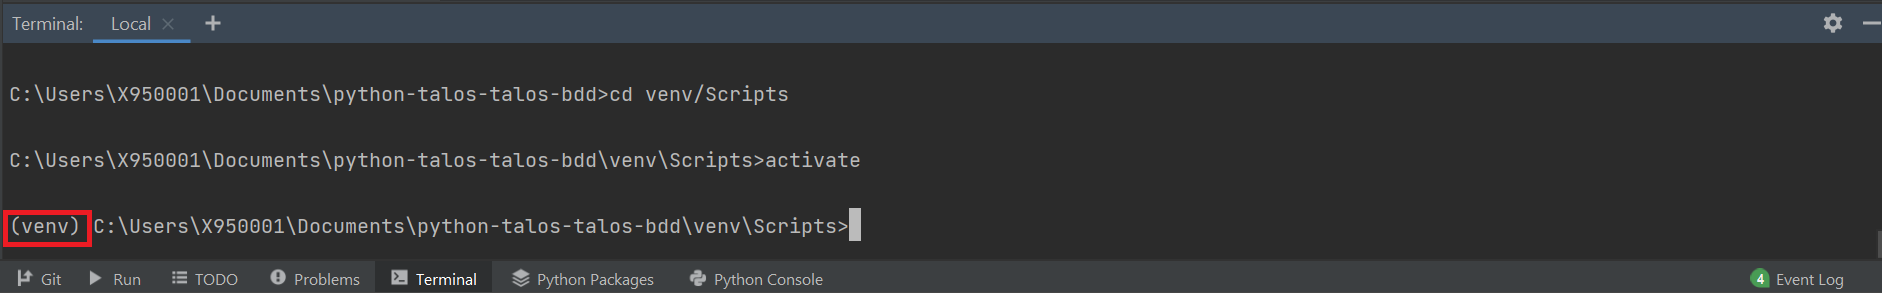 Terminal: Local
C:\Users\X950001\Documents\python-talos-talos-bdd>cd venv/Scripts
C:\Users\X950001\Documents\python-talos-talos-bdd\venv\Scripts>activate
(venv) C:\Users\X950001\Documents\python-talos-talos-bdd\venv\Scripts>
Git Run TODO Problems Terminal Python Packages Python Console 4 Event Log